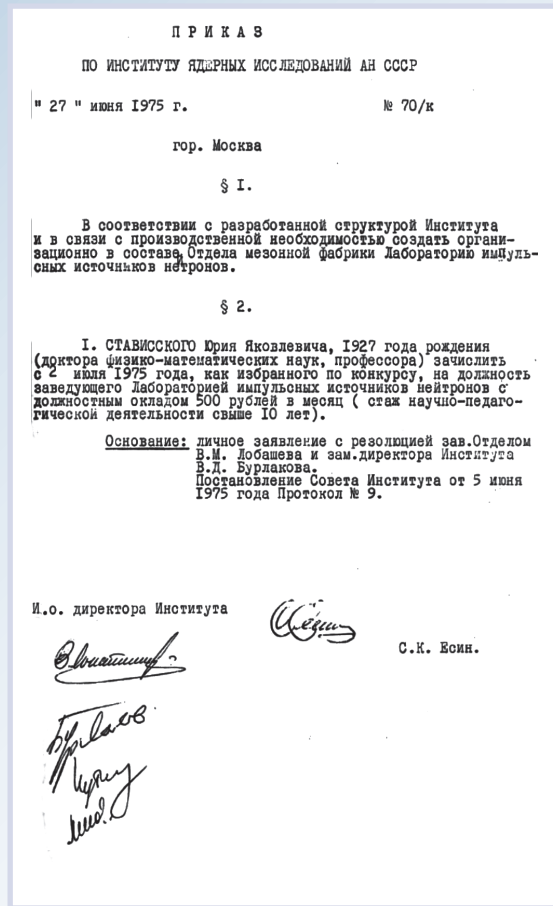 ПРИКАЗ
ПО ИНСТИТУТУ ЯДЕРНЫХ ИССЛЕДОВАНИЙ АН СССР
" 27 " июня 1975 г. № 70/к
гор. Москва
§ I.
В соответствии с разработанной структурой Института
и в связи с производственной необходимостью создать органи-
зационно в составе Отдела мезонной фабрики Лабораторию импуль-
сных источников нетронов.
§ 2.
I. СТАВИССКОГО Юрия Яковлевича, 1927 года рождения
(доктора физико-математических наук, профессора) зачислить
с 2 июля 1975 года, как избранного по конкурсу, на должность
заведующего Лабораторией импульсных источников нейтронов с
должностным окладом 500 рублей в месяц ( стаж научно-педаго-
гической деятельности свыше 10 лет).
Основание: личное заявление с резолюцией зав.Отделом
В.М. Лобашева и зам.директора Института
В.Д. Бурлакова.
Постановление Совета Института от 5 июня
1975 года Протокол № 9.
И.о. директора Института
С.К. Есин.